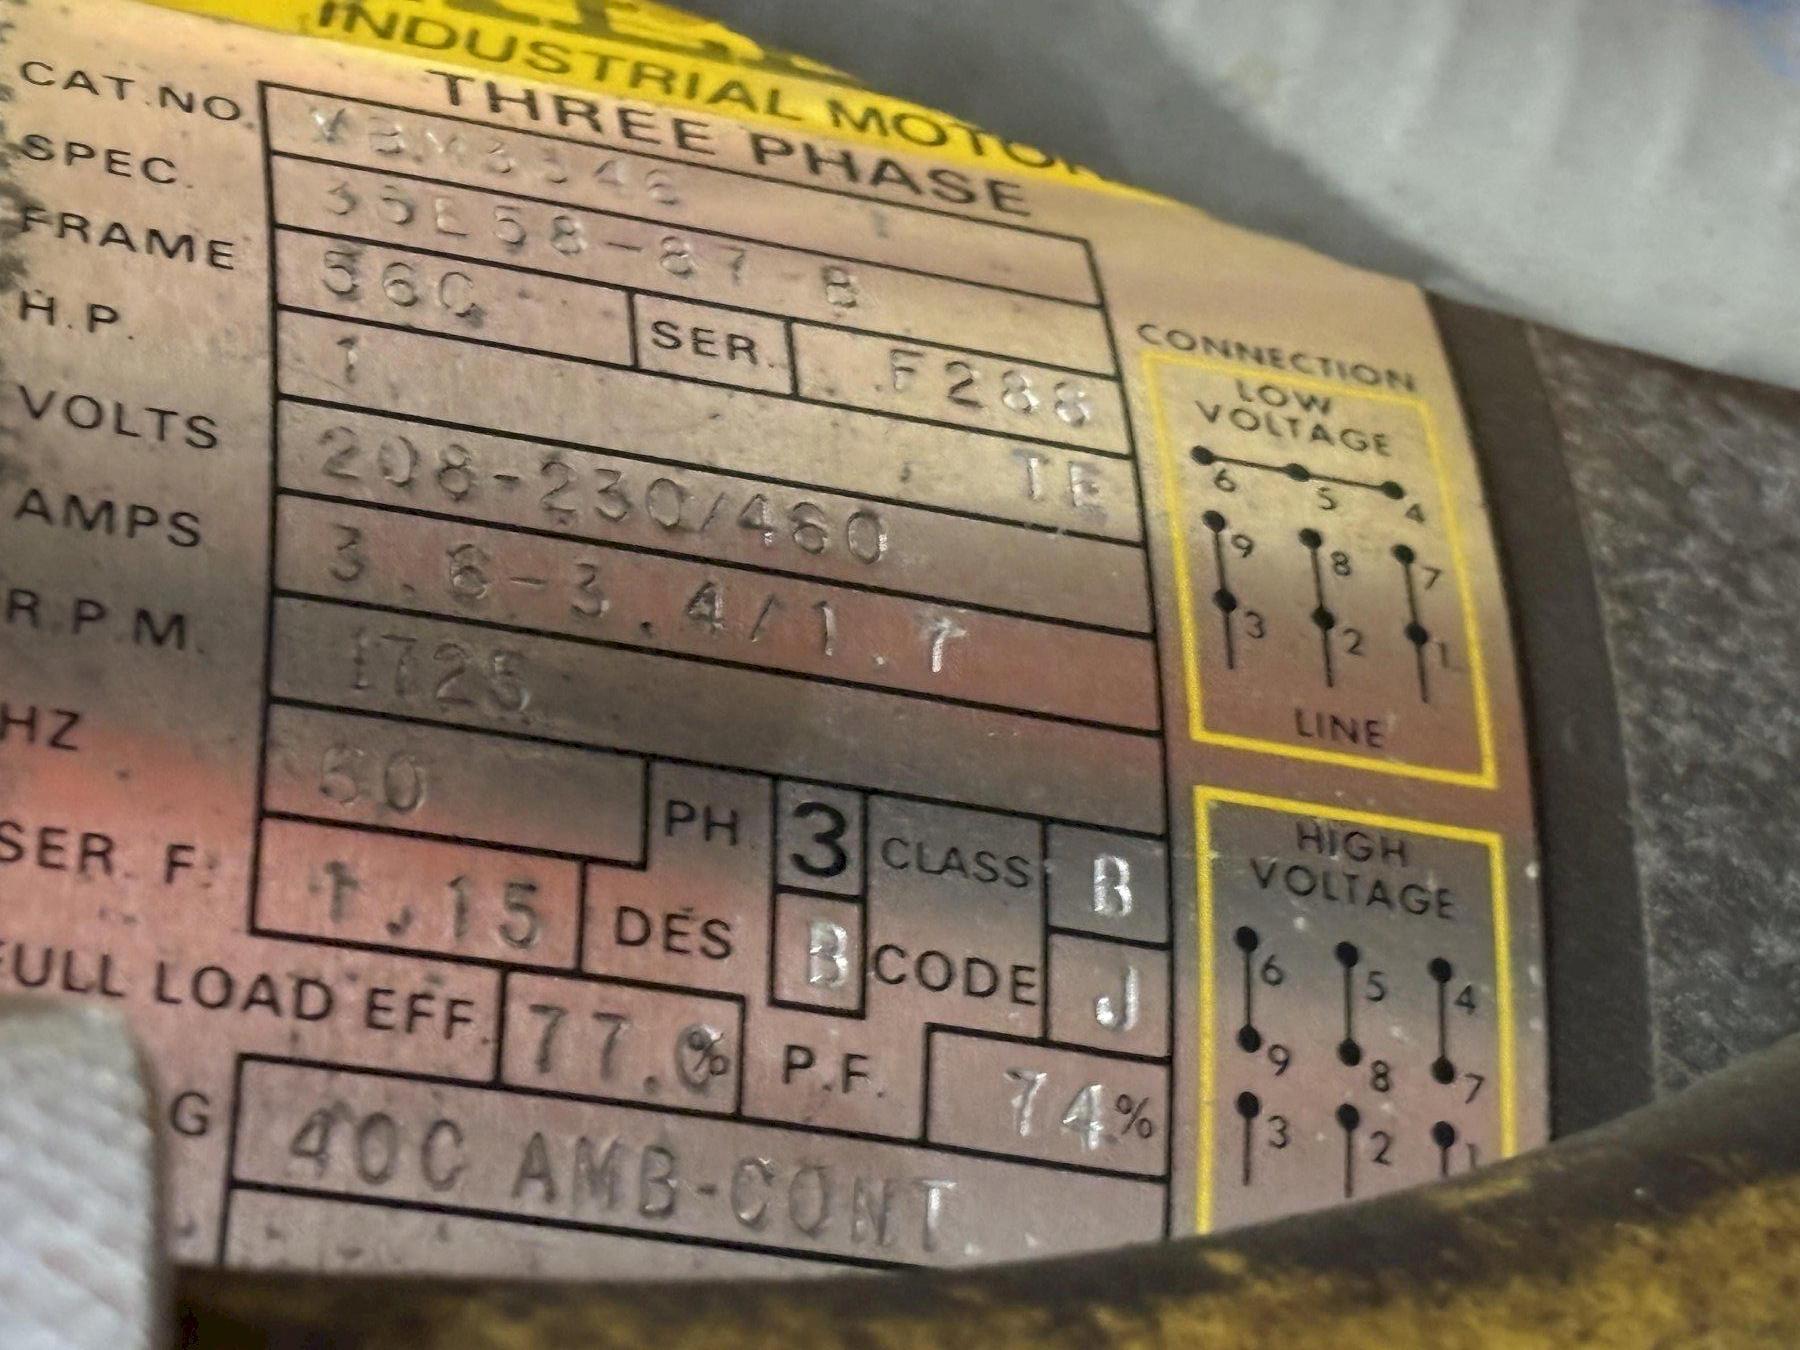 INDUSTRIAL MOTOR
THREE PHASE
CAT. NO. VBM3546
SPEC. 35E58-87 B
FRAME 56C SER. F288
H.P. 1 TE
VOLTS 208-230/460
AMPS 3.6-3.4/1.7
R.P.M. 1725
HZ 60 PH 3 CLASS B
SER. F. 1.15 DES B CODE J
FULL LOAD EFF. 77. % P.F. 74%
G 40C AMB-CONT
CONNECTION
LOW
VOLTAGE
6 5 4
9 8 7
3 2 1
LINE
HIGH
VOLTAGE
6 5 4
9 8 7
3 2 1